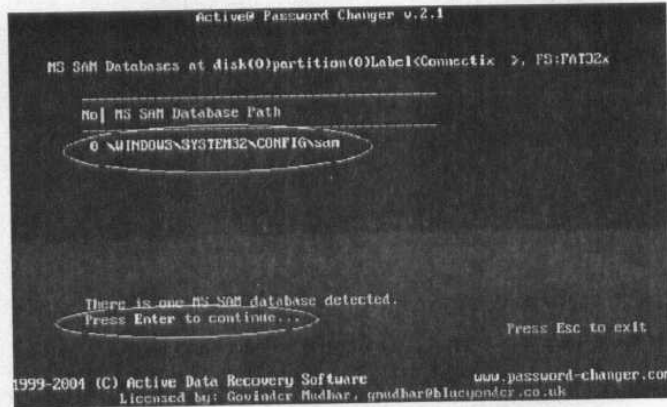 Active@ Password Changer v.2.1
MS SAM Databases at disk(0)partition(0)Label<Connectix >, FS:FAT32x
No| MS SAM Database Path
0 \WINDOWS\SYSTEM32\CONFIG\sam
There is one MS SAM database detected.
Press Enter to continue...
Press Esc to exit
1999-2004 (C) Active Data Recovery Software www.password-changer.com
Licensed by: Govinder Mudhar, gmudhar@blueyonder.co.uk